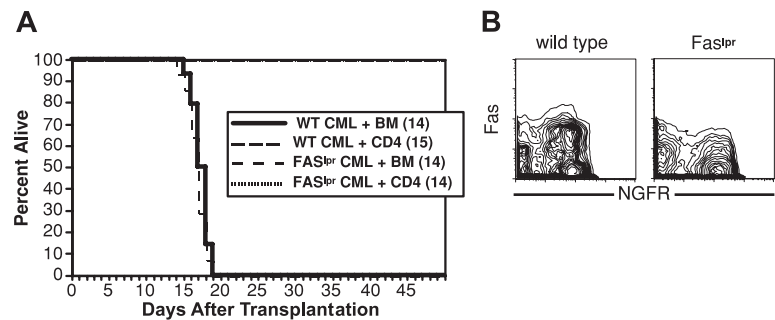 A
100
90
80
70
60
50
40
30
20
10
0
Percent Alive
0 5 10 15 20 25 30 35 40 45
Days After Transplantation
WT CML + BM (14)
WT CML + CD4 (15)
FASlpr CML + BM (14)
FASlpr CML + CD4 (14)
B
wild type
Faslpr
Fas
NGFR